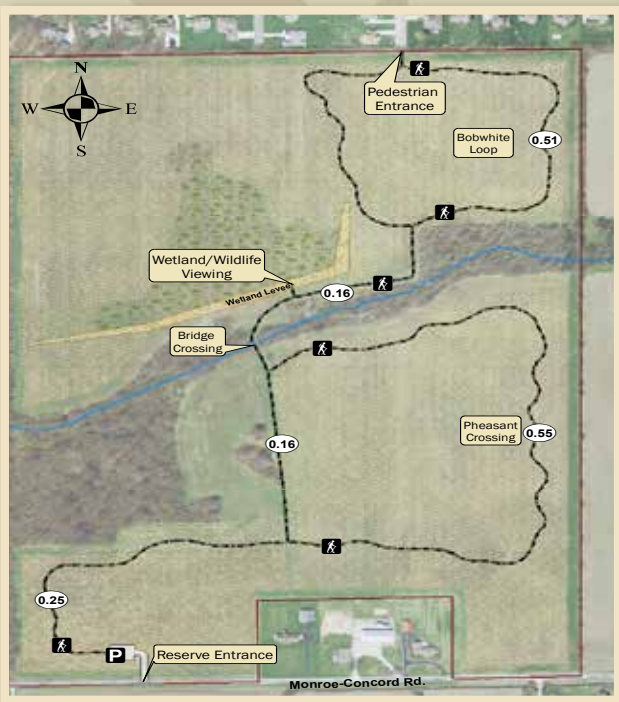 N
W
E
S
Pedestrian
Entrance
Bobwhite
Loop
0.51
Wetland/Wildlife
Viewing
Wetland Levee
0.16
Bridge
Crossing
Pheasant
Crossing
0.55
0.16
0.25
P
Reserve Entrance
Monroe-Concord Rd.